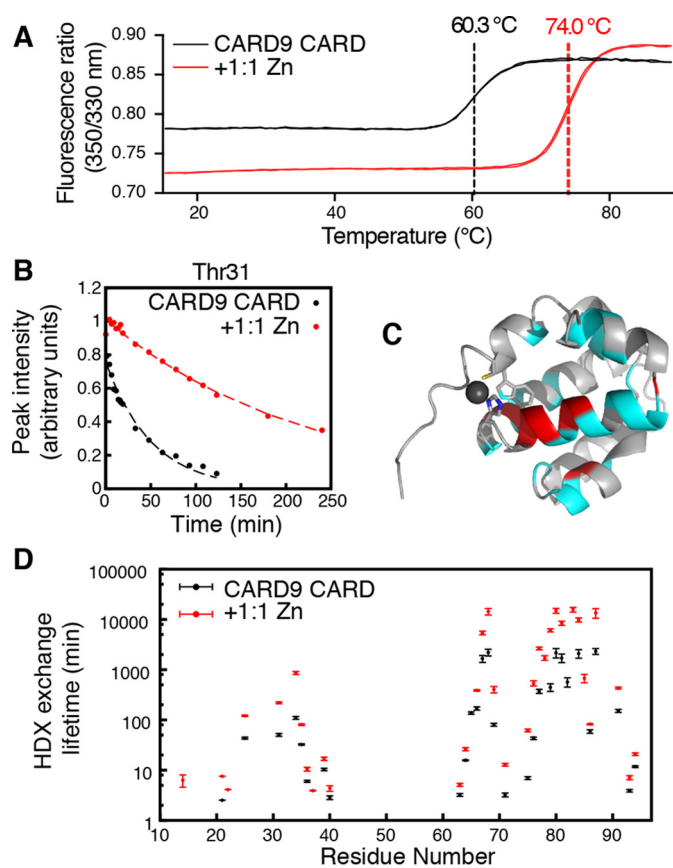 A
CARD9 CARD
+1:1 Zn
60.3 °C
74.0 °C
Fluorescence ratio
(350/330 nm)
0.90
0.85
0.80
0.75
0.70
20
40
60
80
Temperature (°C)
B
Thr31
CARD9 CARD
+1:1 Zn
Peak intensity
(arbitrary units)
1.2
1
0.8
0.6
0.4
0.2
0
0
50
100
150
200
250
Time (min)
C
D
CARD9 CARD
+1:1 Zn
HDX exchange
lifetime (min)
100000
10000
1000
100
10
1
10
20
30
40
50
60
70
80
90
Residue Number